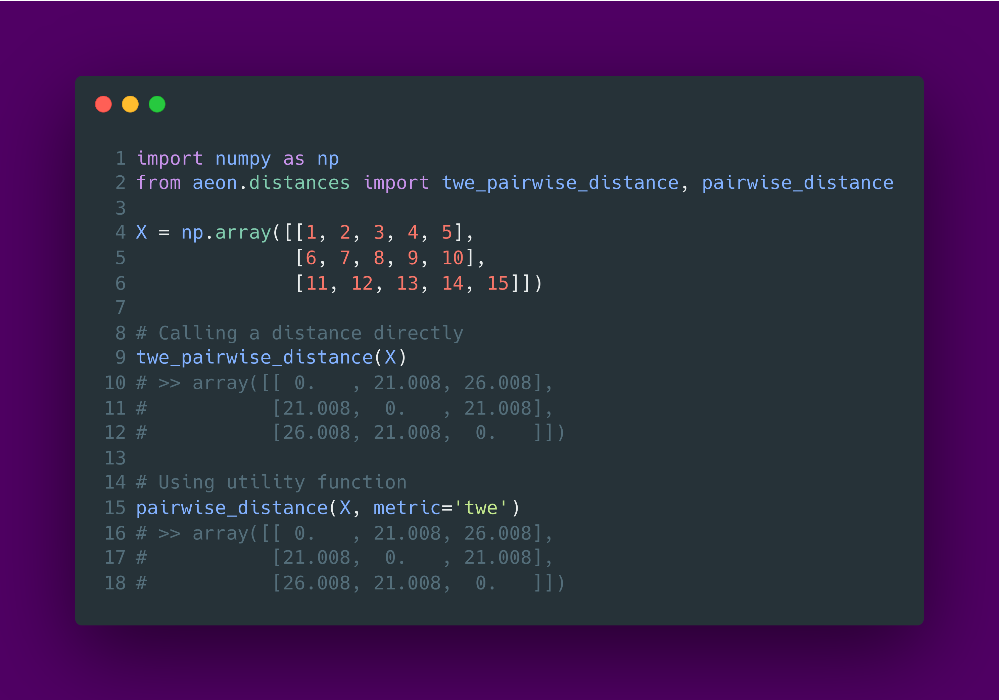 1 import numpy as np
2 from aeon.distances import twe_pairwise_distance, pairwise_distance
3
4 X = np.array([[1, 2, 3, 4, 5],
5               [6, 7, 8, 9, 10],
6               [11, 12, 13, 14, 15]])
7
8 # Calling a distance directly
9 twe_pairwise_distance(X)
10 # >> array([[ 0.   , 21.008, 26.008],
11 #           [21.008,  0.   , 21.008],
12 #           [26.008, 21.008,  0.   ]])
13
14 # Using utility function
15 pairwise_distance(X, metric='twe')
16 # >> array([[ 0.   , 21.008, 26.008],
17 #           [21.008,  0.   , 21.008],
18 #           [26.008, 21.008,  0.   ]])